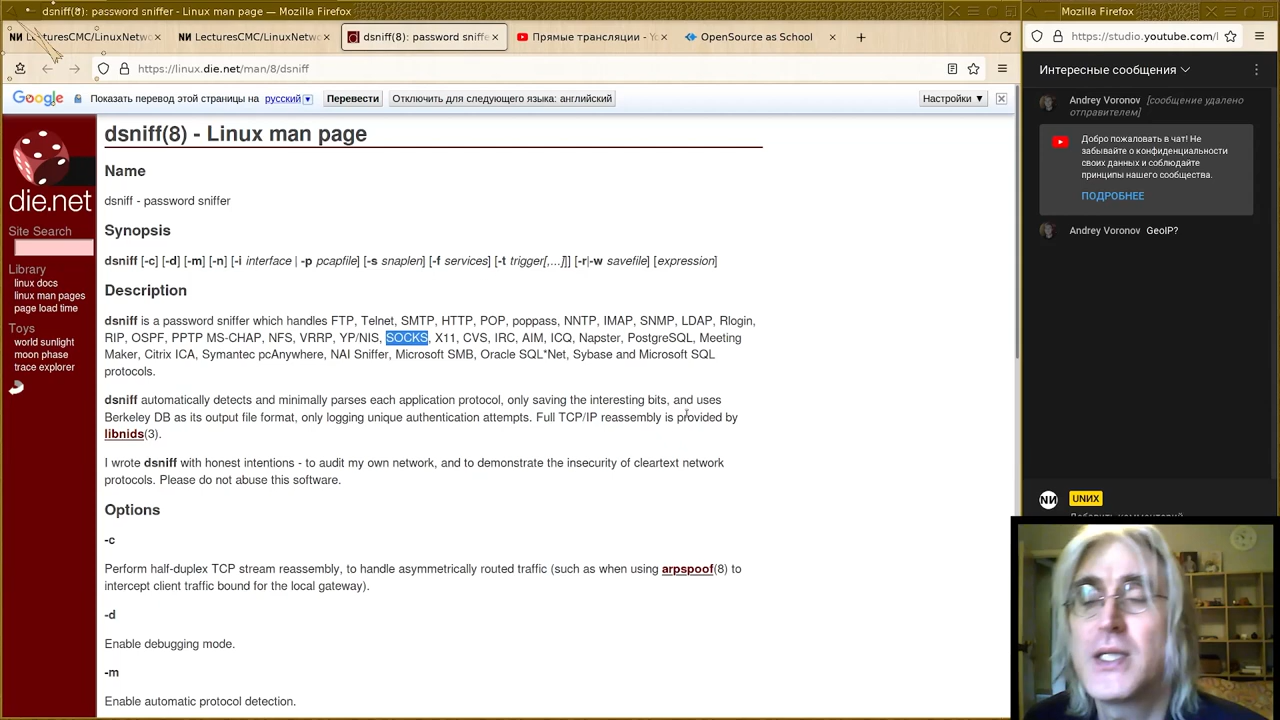 dsniff(8): password sniffer - Linux man page — Mozilla Firefox
Mozilla Firefox
LecturesCMC/LinuxNetwo
LecturesCMC/LinuxNetwo
dsniff(8): password sniffe
Прямые трансляции - Yo
OpenSource as School
https://linux.die.net/man/8/dsniff
https://studio.youtube.com/l
Google
Показать перевод этой страницы на русский
Перевести
Отключить для следующего языка: английский
Настройки ▼
die.net
Site Search
Library
linux docs
linux man pages
page load time
Toys
world sunlight
moon phase
trace explorer
dsniff(8) - Linux man page
Name
dsniff - password sniffer
Synopsis
dsniff [-c] [-d] [-m] [-n] [-i interface | -p pcapfile] [-s snaplen] [-f services] [-t trigger[,...]] [-r|-w savefile] [expression]
Description
dsniff is a password sniffer which handles FTP, Telnet, SMTP, HTTP, POP, poppass, NNTP, IMAP, SNMP, LDAP, Rlogin,
RIP, OSPF, PPTP MS-CHAP, NFS, VRRP, YP/NIS, SOCKS, X11, CVS, IRC, AIM, ICQ, Napster, PostgreSQL, Meeting
Maker, Citrix ICA, Symantec pcAnywhere, NAI Sniffer, Microsoft SMB, Oracle SQL*Net, Sybase and Microsoft SQL
protocols.
dsniff automatically detects and minimally parses each application protocol, only saving the interesting bits, and uses
Berkeley DB as its output file format, only logging unique authentication attempts. Full TCP/IP reassembly is provided by
libnids(3).
I wrote dsniff with honest intentions - to audit my own network, and to demonstrate the insecurity of cleartext network
protocols. Please do not abuse this software.
Options
-c
Perform half-duplex TCP stream reassembly, to handle asymmetrically routed traffic (such as when using arpspoof(8) to
intercept client traffic bound for the local gateway).
-d
Enable debugging mode.
-m
Enable automatic protocol detection.
Интересные сообщения
Andrey Voronov [сообщение удалено
отправителем]
Добро пожаловать в чат! Не
забывайте о конфиденциальности
своих данных и соблюдайте
принципы нашего сообщества.
ПОДРОБНЕЕ
Andrey Voronov GeoIP?
UNИX